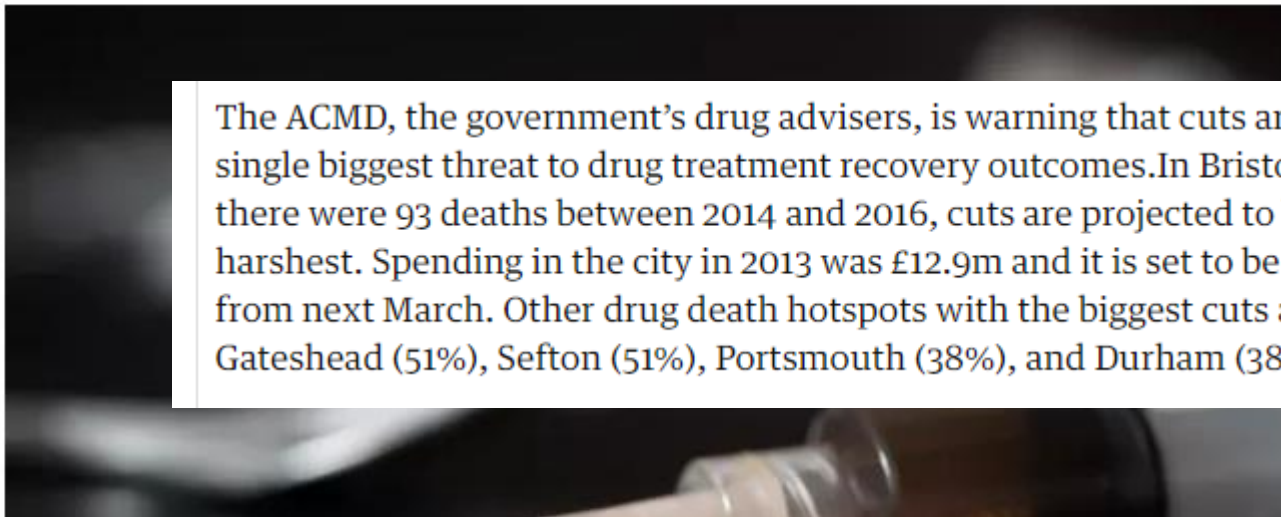 The ACMD, the government’s drug advisers, is warning that cuts
single biggest threat to drug treatment recovery outcomes.In
there were 93 deaths between 2014 and 2016, cuts are projected to
harshest. Spending in the city in 2013 was £12.9m and it is set to be
from next March. Other drug death hotspots with the biggest cuts
Gateshead (51%), Sefton (51%), Portsmouth (38%), and Durham (38